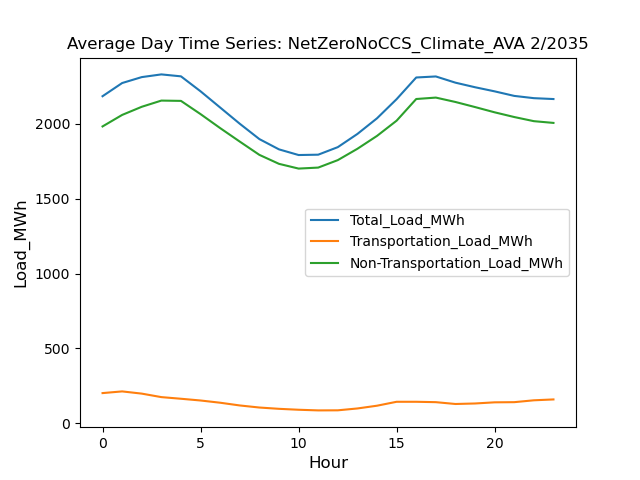 Average Day Time Series: NetZeroNoCCS_Climate_AVA 2/2035
Load_MWh
2000
1500
1000
500
0
Total_Load_MWh
Transportation_Load_MWh
Non-Transportation_Load_MWh
0 5 10 15 20
Hour